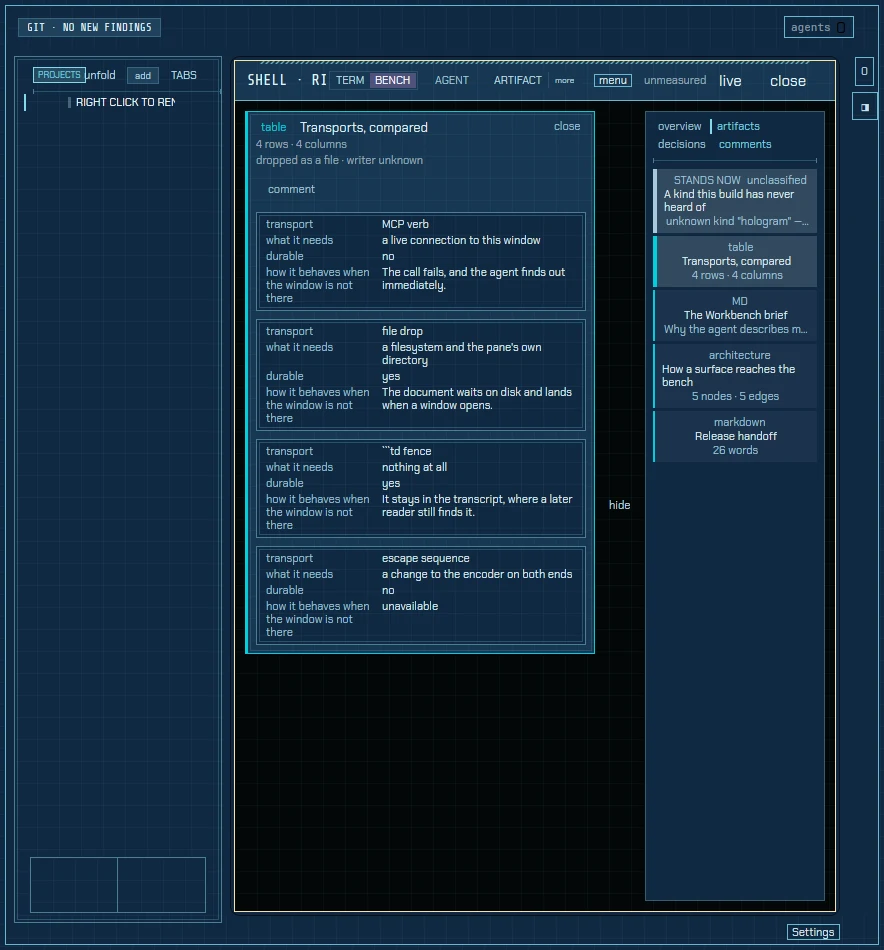 GIT · NO NEW FINDINGS
agents
PROJECTS unfold add TABS
RIGHT CLICK TO REN
SHELL · RI TERM BENCH AGENT ARTIFACT more menu unmeasured live close
table Transports, compared close
4 rows · 4 columns
dropped as a file · writer unknown
comment
transport MCP verb
what it needs a live connection to this window
durable no
how it behaves when The call fails, and the agent finds out
the window is not immediately.
there
transport file drop
what it needs a filesystem and the pane's own
directory
durable yes
how it behaves when The document waits on disk and lands
the window is not when a window opens.
there
transport ```td fence
what it needs nothing at all
durable yes
how it behaves when It stays in the transcript, where a later
the window is not reader still finds it.
there
transport escape sequence
what it needs a change to the encoder on both ends
durable no
how it behaves when unavailable
the window is not
there
hide
overview artifacts
decisions comments
STANDS NOW unclassified
A kind this build has never
heard of
unknown kind "hologram" —…
table
Transports, compared
4 rows · 4 columns
MD
The Workbench brief
Why the agent describes m…
architecture
How a surface reaches the
bench
5 nodes · 5 edges
markdown
Release handoff
26 words
Settings